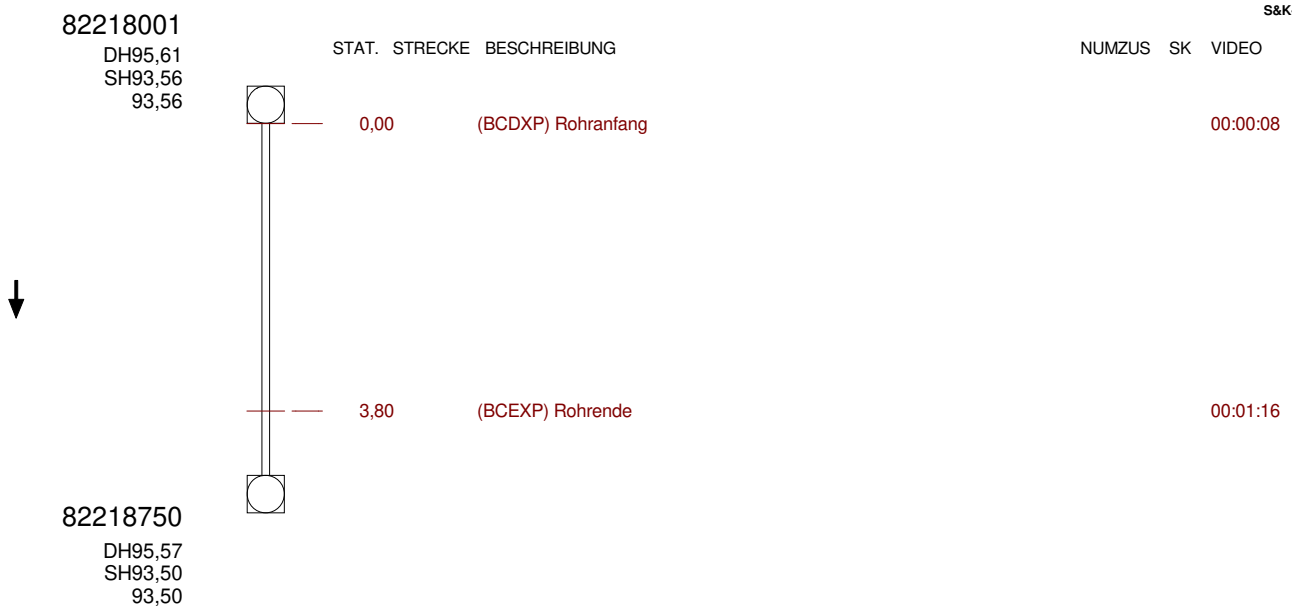 S&K
82218001
DH95,61
SH93,56
93,56
STAT. STRECKE BESCHREIBUNG NUMZUS SK VIDEO
0,00 (BCDXP) Rohranfang 00:00:08
3,80 (BCEXP) Rohrende 00:01:16
82218750
DH95,57
SH93,50
93,50